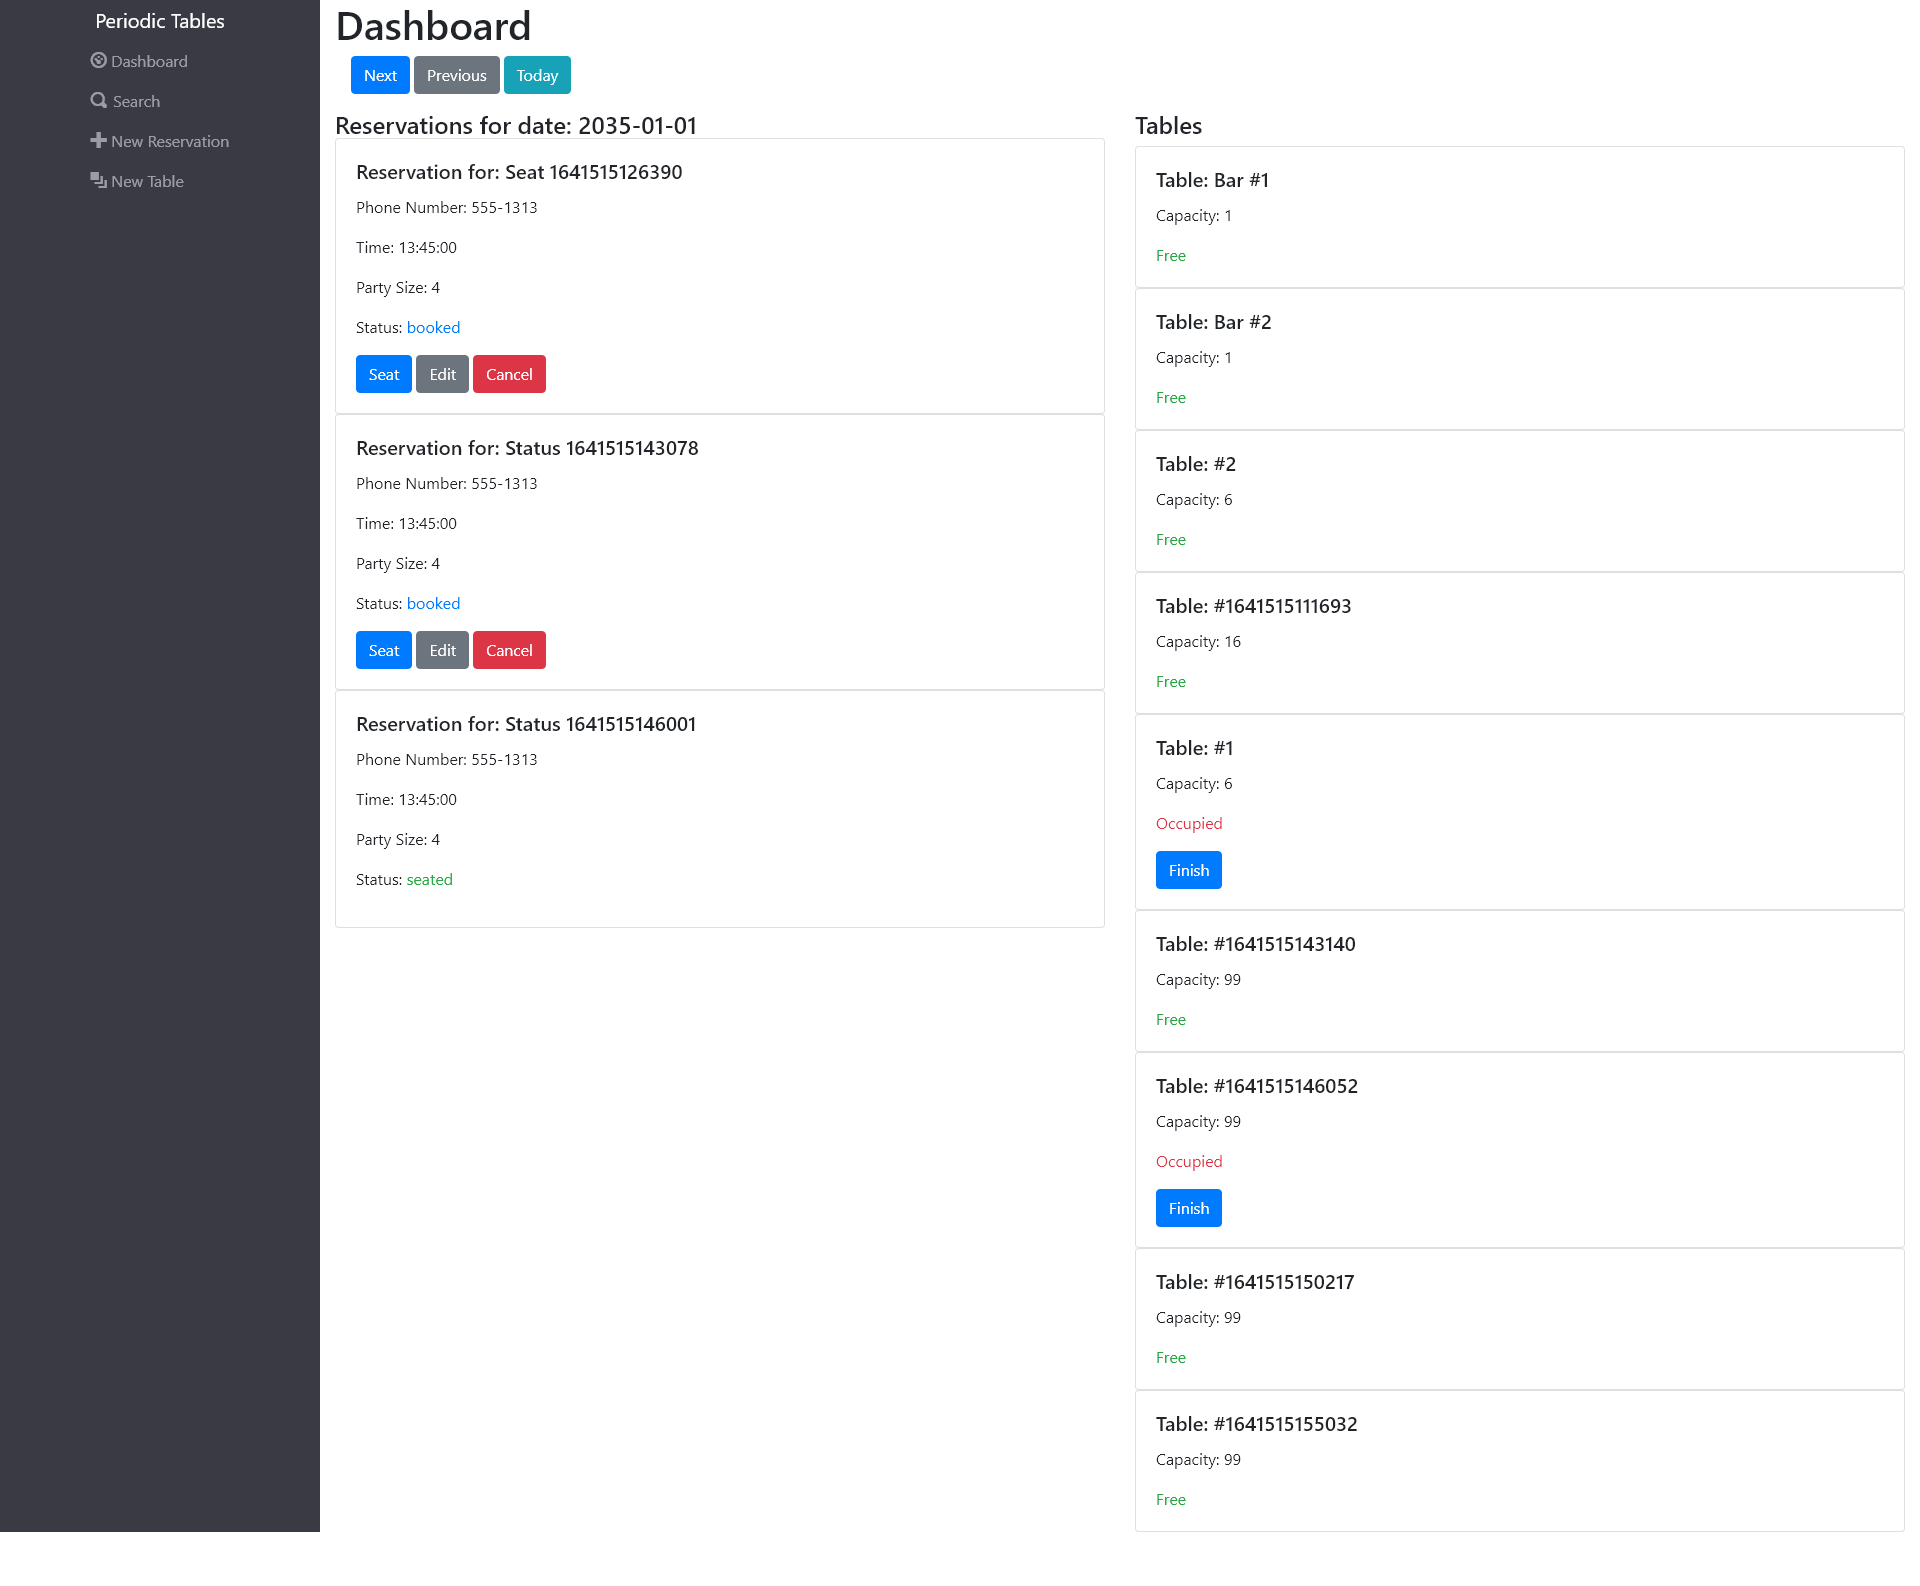 Periodic Tables
Dashboard
Search
New Reservation
New Table
Dashboard
Next Previous Today
Reservations for date: 2035-01-01
Reservation for: Seat 1641515126390
Phone Number: 555-1313
Time: 13:45:00
Party Size: 4
Status: booked
Seat Edit Cancel
Reservation for: Status 1641515143078
Phone Number: 555-1313
Time: 13:45:00
Party Size: 4
Status: booked
Seat Edit Cancel
Reservation for: Status 1641515146001
Phone Number: 555-1313
Time: 13:45:00
Party Size: 4
Status: seated
Tables
Table: Bar #1
Capacity: 1
Free
Table: Bar #2
Capacity: 1
Free
Table: #2
Capacity: 6
Free
Table: #1641515111693
Capacity: 16
Free
Table: #1
Capacity: 6
Occupied
Finish
Table: #1641515143140
Capacity: 99
Free
Table: #1641515146052
Capacity: 99
Occupied
Finish
Table: #1641515150217
Capacity: 99
Free
Table: #1641515155032
Capacity: 99
Free